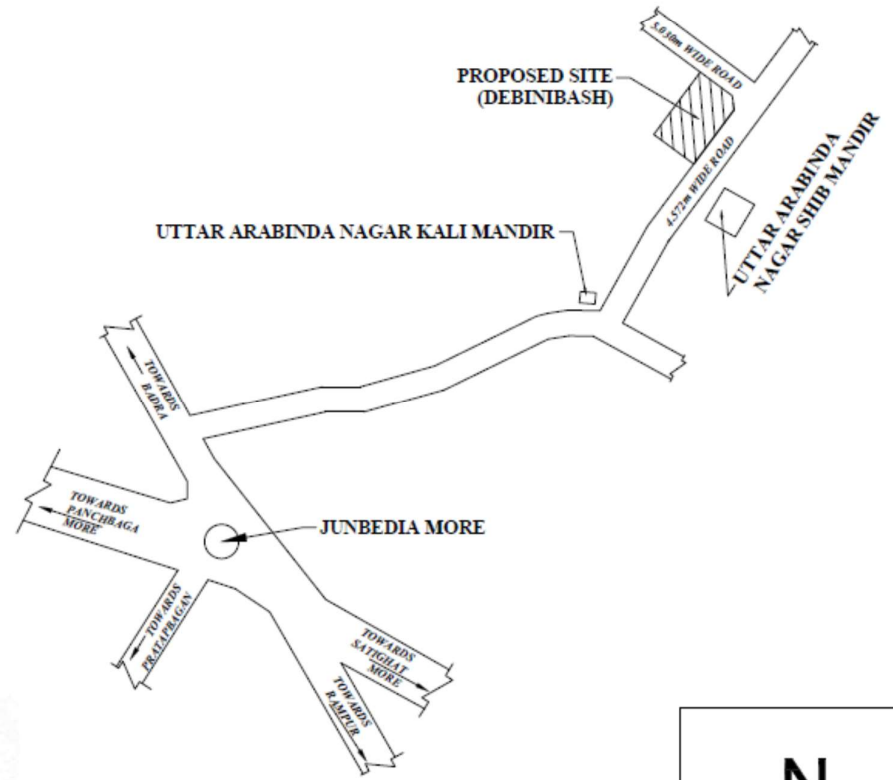 5.030m WIDE ROAD
PROPOSED SITE
(DEBINIBASH)
4.572m WIDE ROAD
UTTAR ARABINDA
NAGAR SHIB MANDIR
UTTAR ARABINDA NAGAR KALI MANDIR
TOWARDS
BADRA
TOWARDS
PANCHBAGA
MORE
JUNBEDIA MORE
TOWARDS
PRATAPBAGAN
TOWARDS
SATIGHAT
MORE
TOWARDS
RAMPUR
N